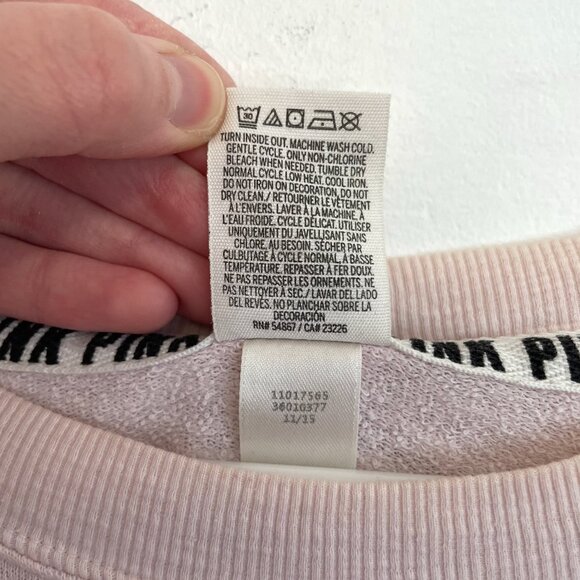 30
TURN INSIDE OUT. MACHINE WASH COLD.
GENTLE CYCLE. ONLY NON-CHLORINE
BLEACH WHEN NEEDED. TUMBLE DRY
NORMAL CYCLE LOW HEAT. COOL IRON.
DO NOT IRON ON DECORATION. DO NOT
DRY CLEAN./ RETOURNER LE VÊTEMENT
À L'ENVERS. LAVER À LA MACHINE, À
L'EAU FROIDE. CYCLE DÉLICAT. UTILISER
UNIQUEMENT DU JAVELLISANT SANS
CHLORE, AU BESOIN. SÉCHER PAR
CULBUTAGE À CYCLE NORMAL, À BASSE
TEMPÉRATURE. REPASSER À FER DOUX.
NE PAS REPASSER LES ORNEMENTS. NE
PAS NETTOYER À SEC./ LAVAR DEL LADO
DEL REVÉS. NO PLANCHAR SOBRE LA
DECORACIÓN
RN# 54867 / CA# 23226
NK PINK
PINK PI
11017565
36010377
11/15